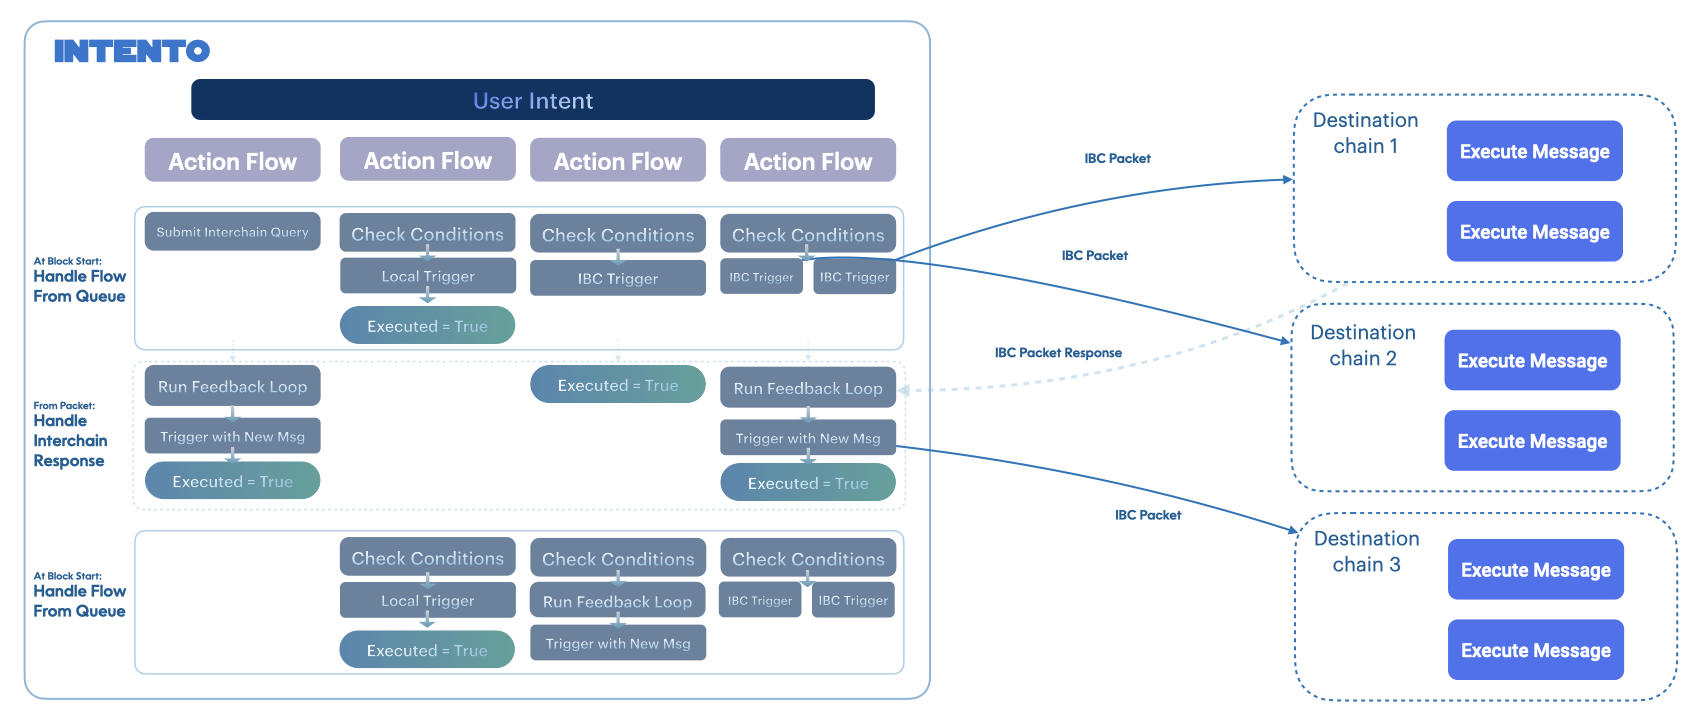 INTENTO
User Intent
Action Flow
Action Flow
Action Flow
Action Flow
At Block Start:
Handle Flow
From Queue
Submit Interchain Query
Check Conditions
Local Trigger
Executed = True
Check Conditions
IBC Trigger
Check Conditions
IBC Trigger
IBC Trigger
From Packet:
Handle
Interchain
Response
Run Feedback Loop
Trigger with New Msg
Executed = True
Executed = True
Run Feedback Loop
Trigger with New Msg
Executed = True
At Block Start:
Handle Flow
From Queue
Check Conditions
Local Trigger
Executed = True
Check Conditions
Run Feedback Loop
Trigger with New Msg
Check Conditions
IBC Trigger
IBC Trigger
IBC Packet
IBC Packet
IBC Packet Response
IBC Packet
Destination
chain 1
Execute Message
Execute Message
Destination
chain 2
Execute Message
Execute Message
Destination
chain 3
Execute Message
Execute Message